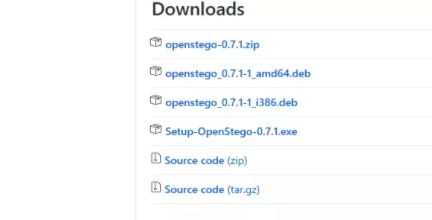 Downloads
openstego-0.7.1.zip
openstego_0.7.1-1_amd64.deb
openstego_0.7.1-1_i386.deb
Setup-OpenStego-0.7.1.exe
Source code (zip)
Source code (tar.gz)